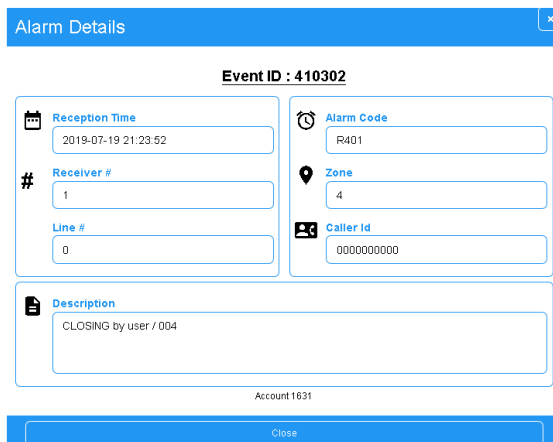 Alarm Details
×
Event ID : 410302
Reception Time
2019-07-19 21:23:52
Receiver #
1
Line #
0
Alarm Code
R401
Zone
4
Caller Id
0000000000
Description
CLOSING by user / 004
Account 1631
Close